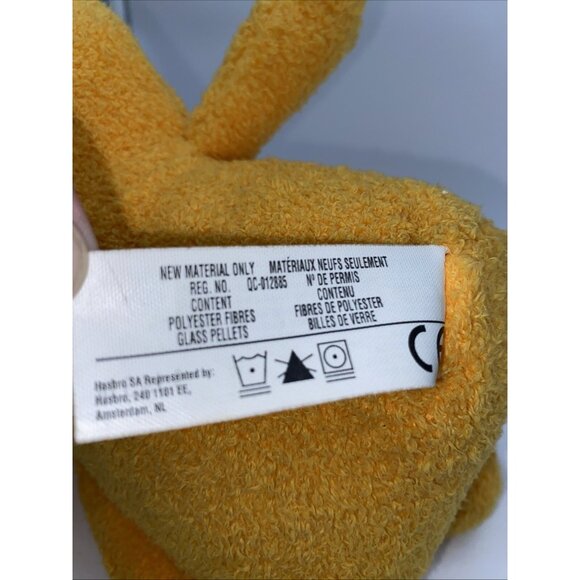 NEW MATERIAL ONLY MATÉRIAUX NEUFS SEULEMENT
REG. NO. QC-012885 Nº DE PERMIS
CONTENT CONTENU
POLYESTER FIBRES FIBRES DE POLYESTER
GLASS PELLETS BILLES DE VERRE
CE
Hasbro SA Represented by:
Hasbro, 240 1101 EE,
Amsterdam, NL